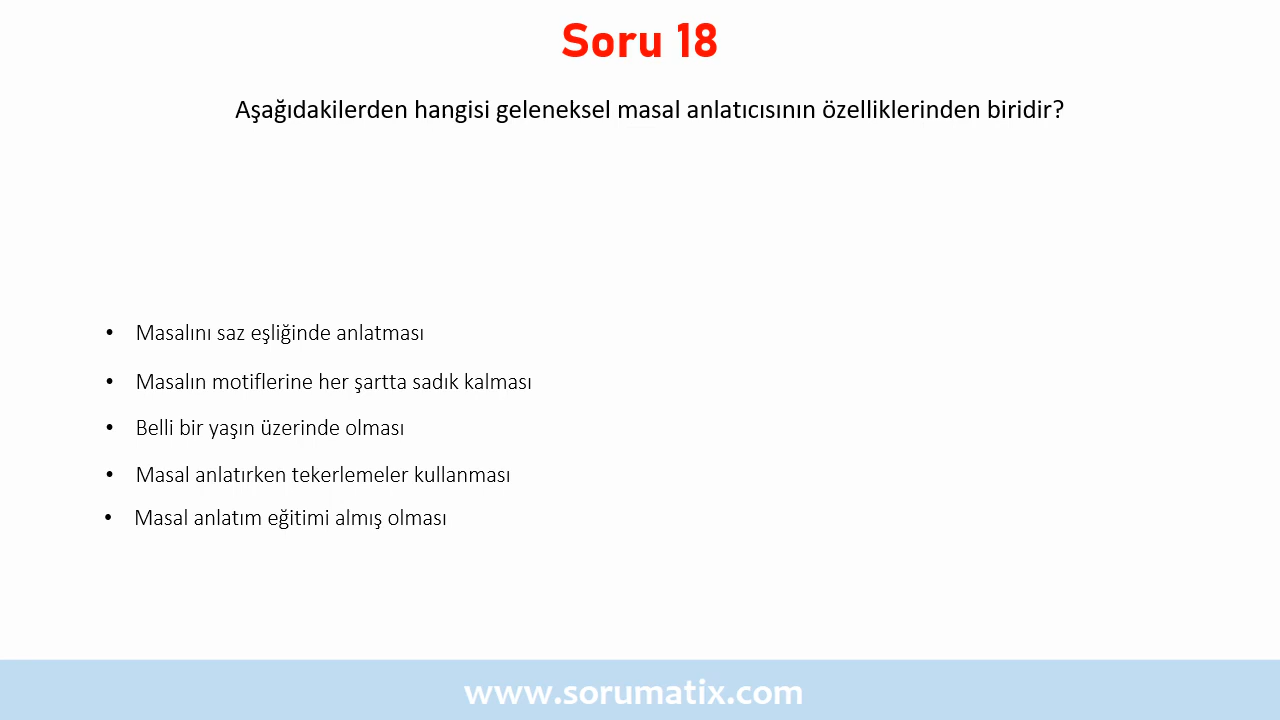 Soru 18
Aşağıdakilerden hangisi geleneksel masal anlatıcısının özelliklerinden biridir?
• Masalını saz eşliğinde anlatması
• Masalın motiflerine her şartta sadık kalması
• Belli bir yaşın üzerinde olması
• Masal anlatırken tekerlemeler kullanması
• Masal anlatım eğitimi almış olması
www.sorumatix.com